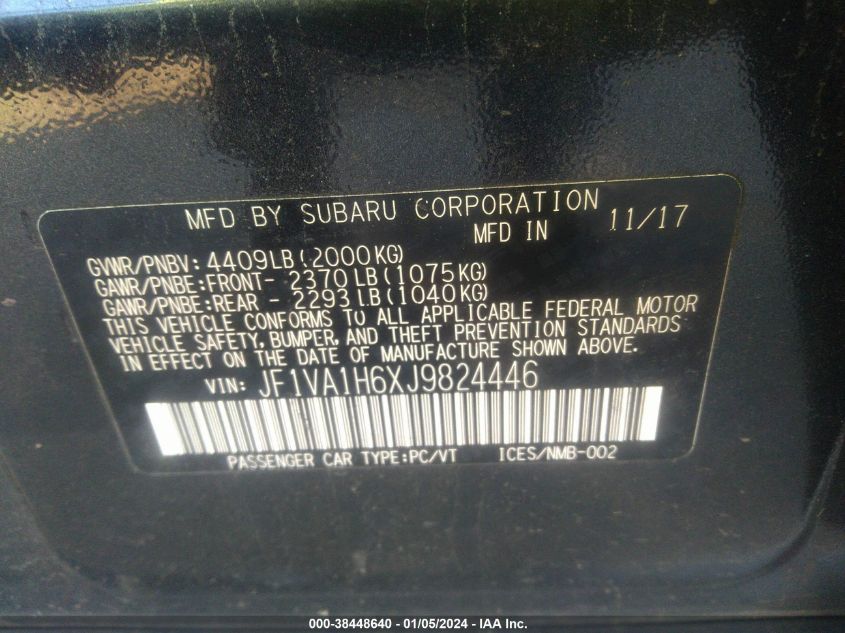 MFD BY SUBARU CORPORATION
MFD IN 11/17
GVWR/PNBV: 4409LB(2000KG)
GAWR/PNBE:FRONT- 2370LB(1075KG)
GAWR/PNBE:REAR - 2293LB(1040KG)
THIS VEHICLE CONFORMS TO ALL APPLICABLE FEDERAL MOTOR
VEHICLE SAFETY, BUMPER, AND THEFT PREVENTION STANDARDS
IN EFFECT ON THE DATE OF MANUFACTURE SHOWN ABOVE.
VIN: JF1VA1H6XJ9824446
PASSENGER CAR TYPE:PC/VT ICES/NMB-002
000-38448640 - 01/05/2024 - IAA Inc.